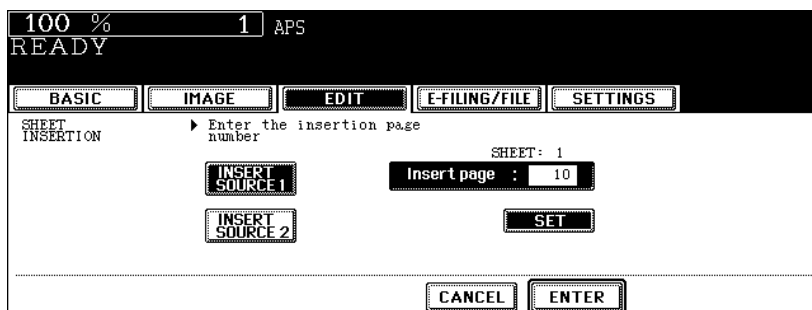 100 % 1 APS
READY
BASIC IMAGE EDIT E-FILING/FILE SETTINGS
SHEET INSERTION
Enter the insertion page number
SHEET: 1
INSERT SOURCE 1
Insert page : 10
INSERT SOURCE 2
SET
CANCEL ENTER